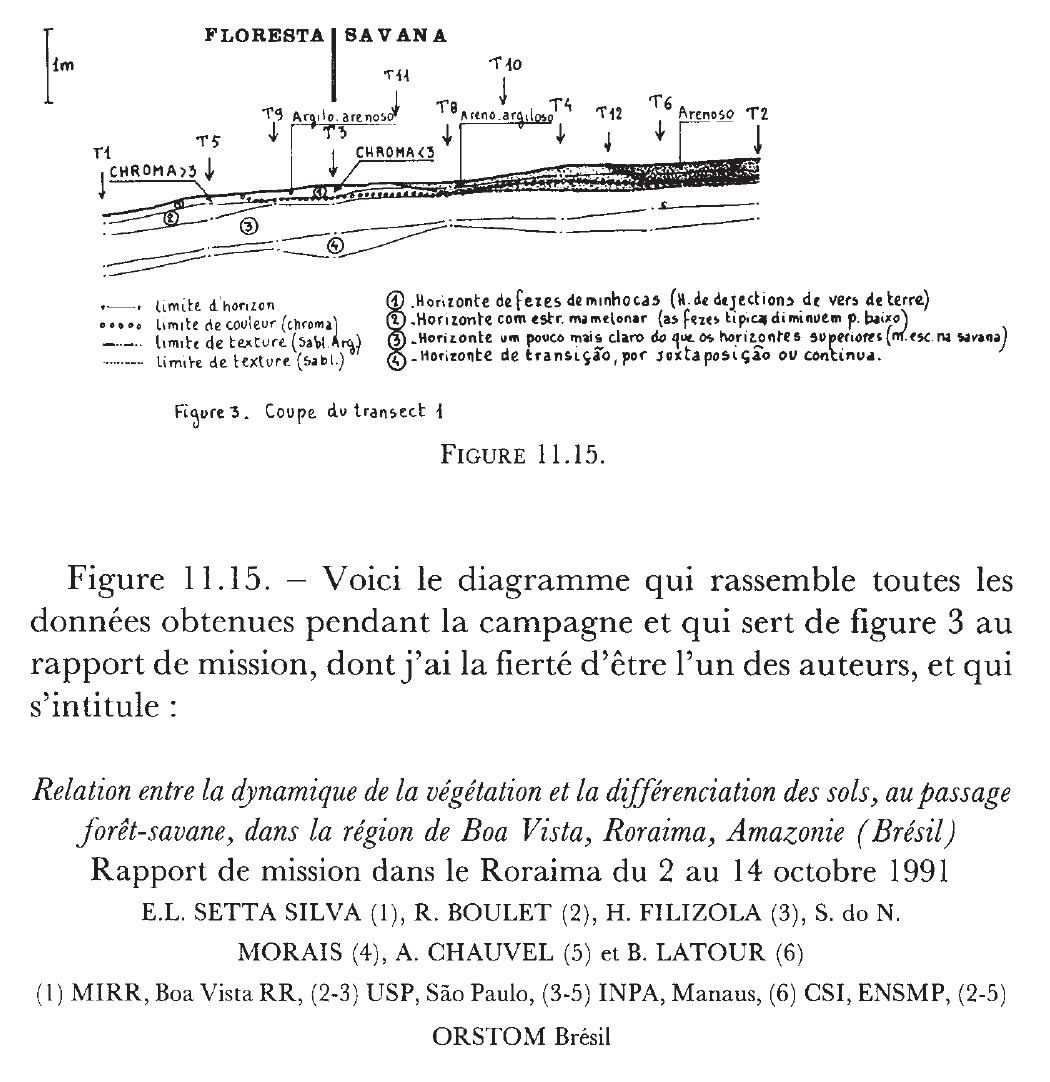 FLORESTA | SAVANA
1m
T10
T11
T9 Argilo.arenoso T8 Areno.argiloso T4 T12 T6 Arenoso T2
T5 T3
T1 CHROMA<3
CHROMA>3
①
②
③
④
s
limite d'horizon
limite de couleur (chroma)
limite de texture (Sabl.Arg)
limite de texture (Sabl.)
① .Horizonte de fezes de minhocas (H. de dejections de vers de terre)
② .Horizonte com estr. mamelonar (as fezes tipicas diminuem p. baixo)
③ .Horizonte um pouco mais claro do que os horizontes superiores (m. esc. na savana)
④ .Horizonte de transição, por juxtaposição ou continua.
Figure 3. Coupe du transect 1
FIGURE 11.15.
Figure 11.15. – Voici le diagramme qui rassemble toutes les
données obtenues pendant la campagne et qui sert de figure 3 au
rapport de mission, dont j'ai la fierté d'être l'un des auteurs, et qui
s'intitule :
Relation entre la dynamique de la végétation et la différenciation des sols, au passage
forêt-savane, dans la région de Boa Vista, Roraima, Amazonie (Brésil)
Rapport de mission dans le Roraima du 2 au 14 octobre 1991
E.L. SETTA SILVA (1), R. BOULET (2), H. FILIZOLA (3), S. do N.
MORAIS (4), A. CHAUVEL (5) et B. LATOUR (6)
(1) MIRR, Boa Vista RR, (2-3) USP, São Paulo, (3-5) INPA, Manaus, (6) CSI, ENSMP, (2-5)
ORSTOM Brésil